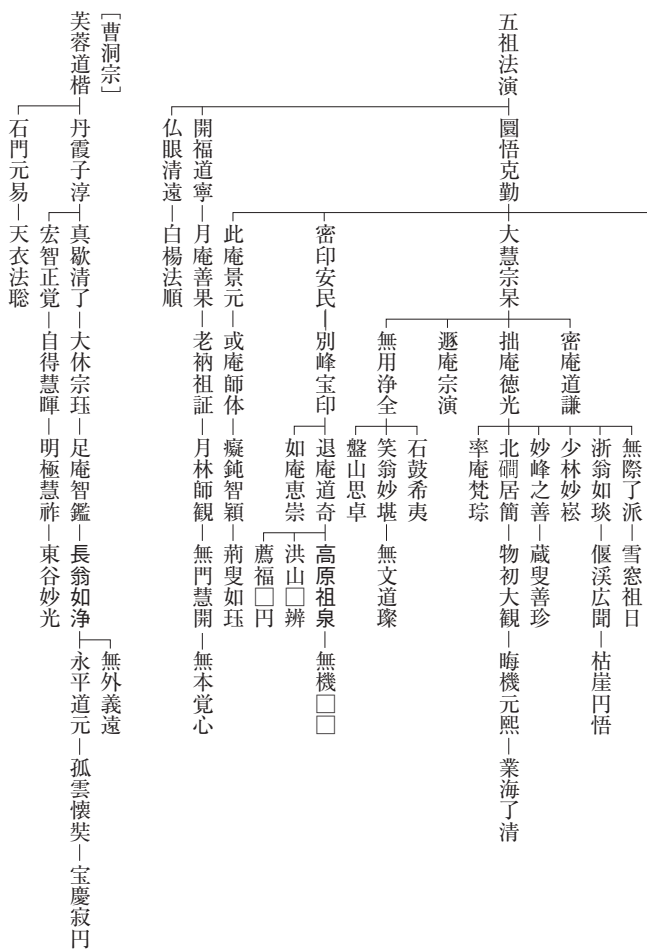 無際了派―雪窓祖日
浙翁如琰―偃渓広聞―枯崖円悟
密庵道謙 少林妙崧
妙峰之善―蔵叟善珍
五祖法演―圜悟克勤―大慧宗杲―拙庵徳光―北礀居簡―物初大観―晦機元熙―業海了清
率庵梵琮
遯庵宗演
石鼓希夷
無用浄全―笑翁妙堪―無文道璨
盤山思卓
密印安民―別峰宝印―退庵道奇―高原祖泉―無機□□
如庵恵崇 洪山□辨
薦福□円
此庵景元―或庵師体―癡鈍智穎―荊叟如珏
開福道寧―月庵善果―老衲祖証―月林師観―無門慧開―無本覚心
仏眼清遠―白楊法順
[曹洞宗]
無外義遠
芙蓉道楷―丹霞子淳―真歇清了―大休宗珏―足庵智鑑―長翁如浄―永平道元―孤雲懐奘―宝慶寂円
宏智正覚―自得慧暉―明極慧祚―東谷妙光
石門元易―天衣法聡